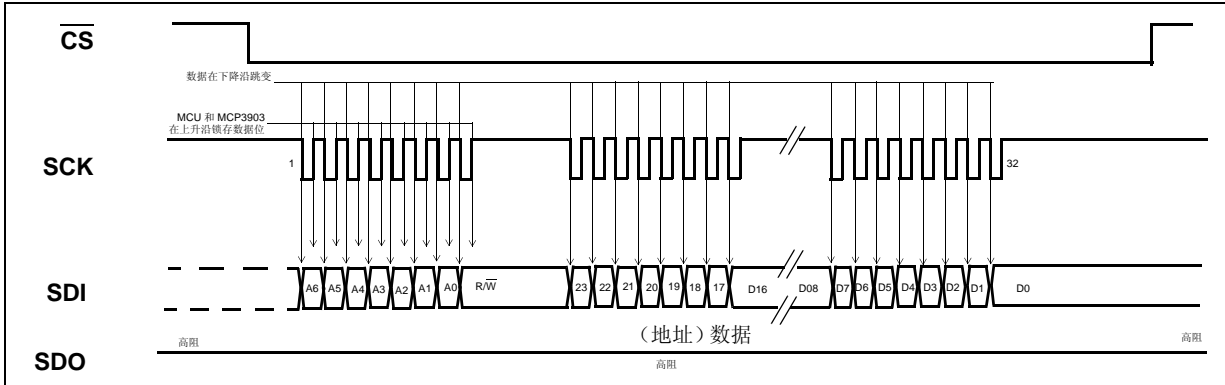 CS
数据在下降沿跳变
MCU 和 MCP3903
在上升沿锁存数据位
SCK
1
32
SDI
A6 A5 A4 A3 A2 A1 A0 R/W 23 22 21 20 19 18 17 D16 D08 D7 D6 D5 D4 D3 D2 D1 D0
（地址）数据
高阻 高阻
SDO
高阻